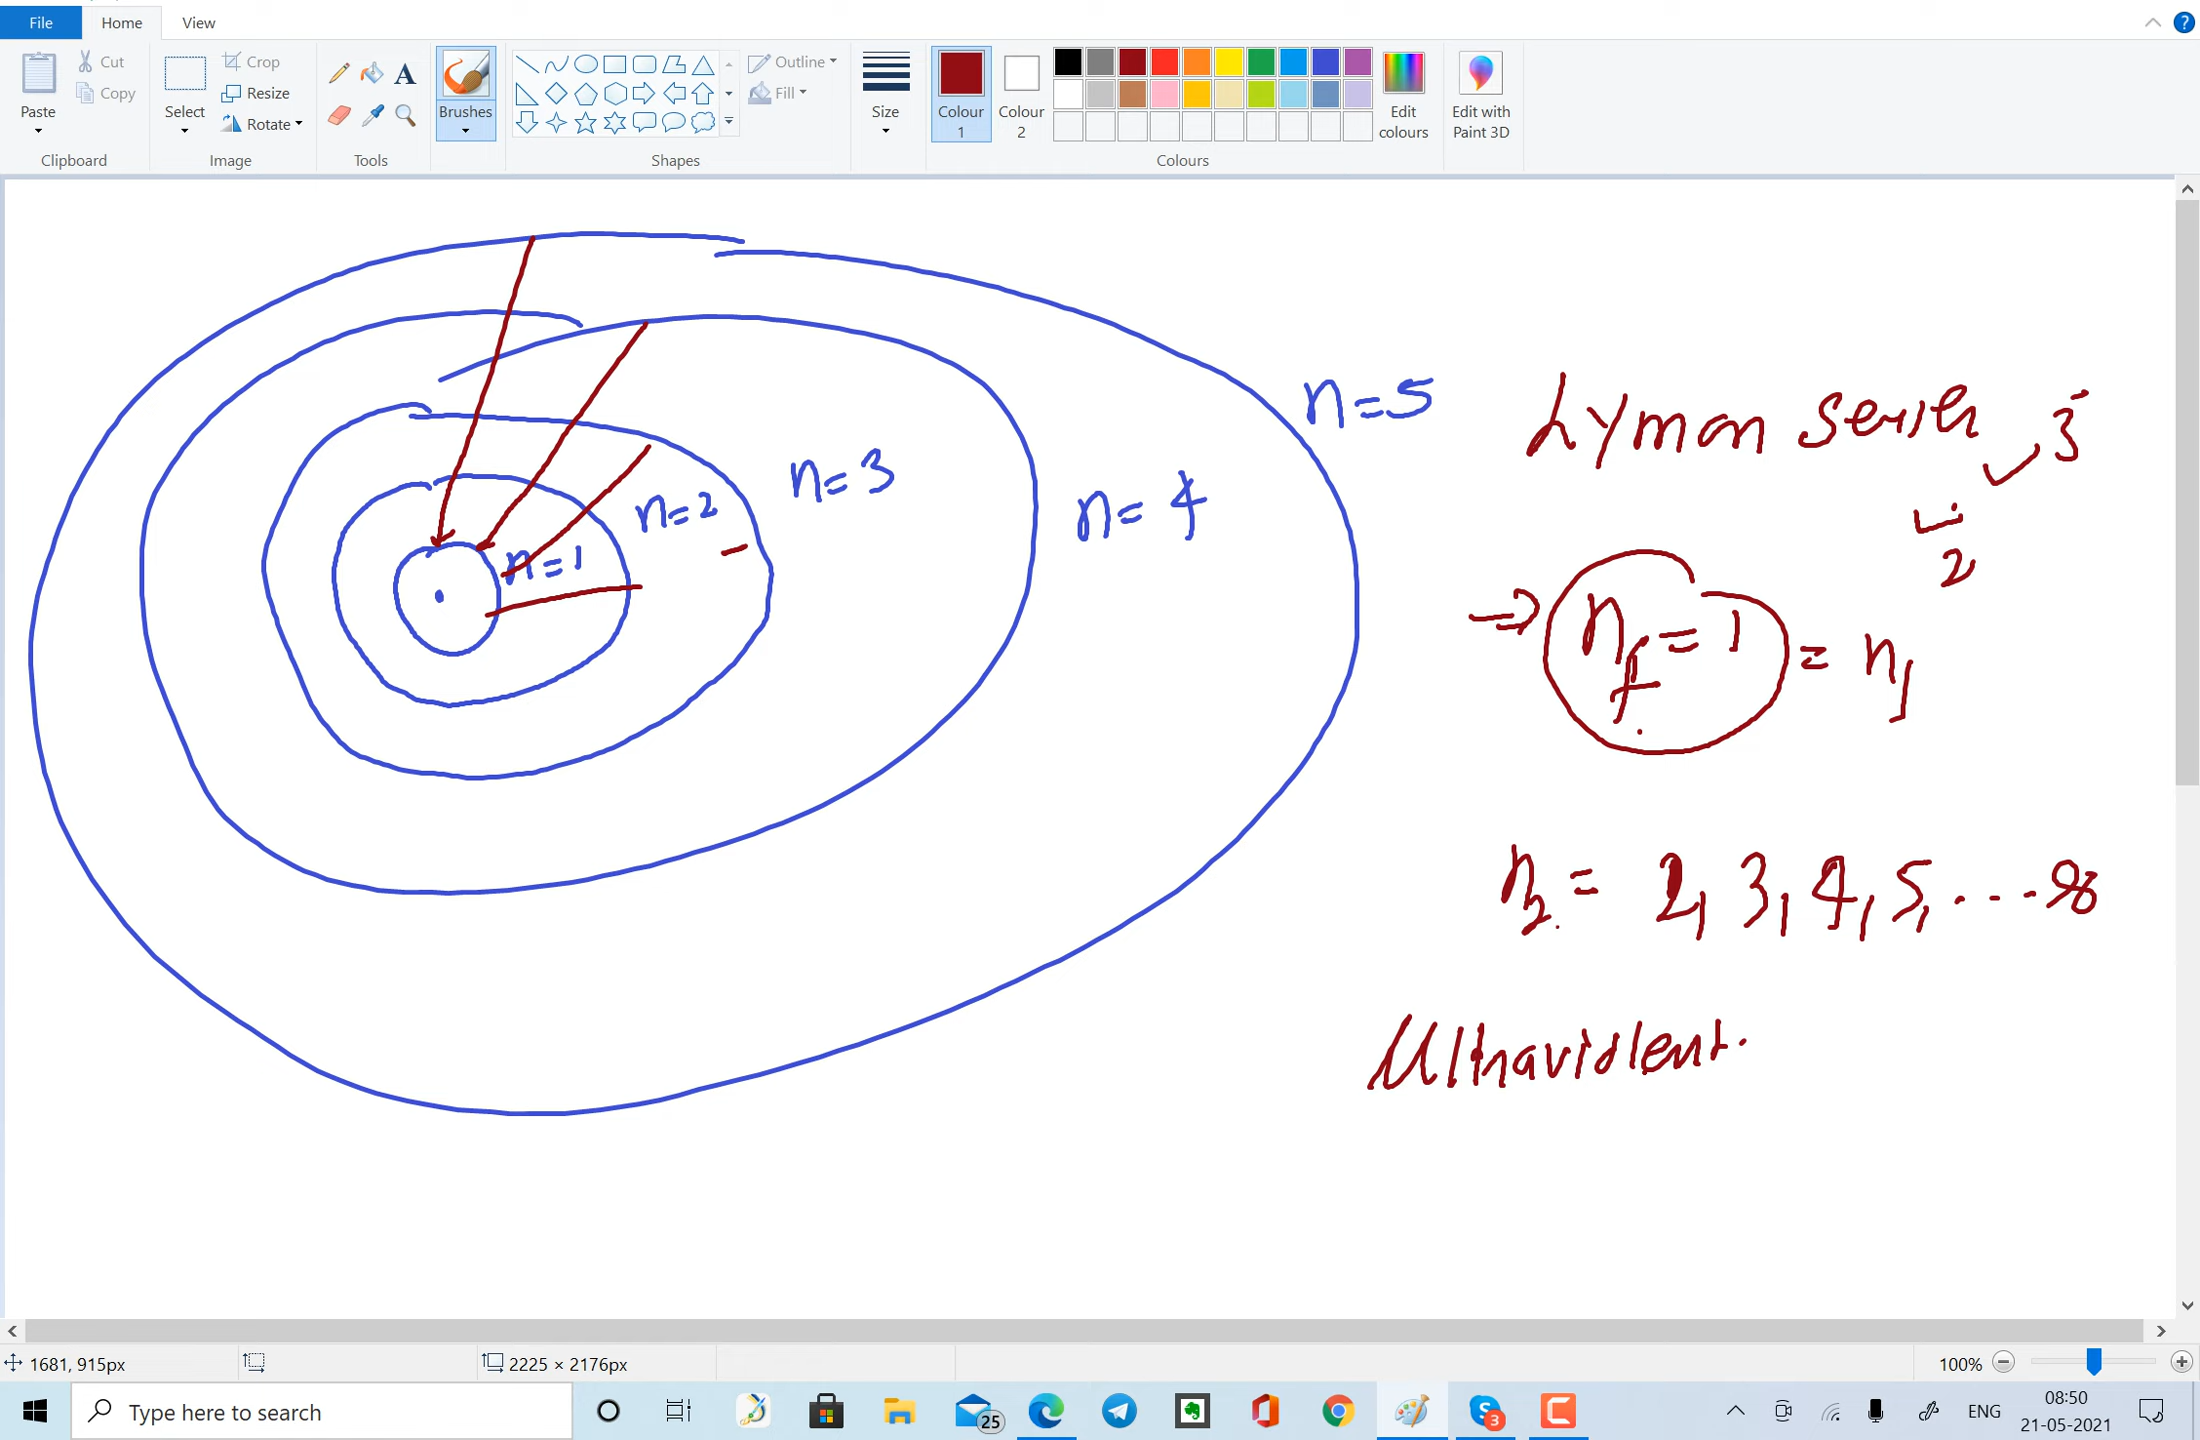 File Home View
Paste Cut Copy Clipboard
Select Crop Resize Rotate Image
Tools
Brushes
Outline Fill Shapes
Size
Colour 1 Colour 2 Edit colours Colours
Edit with Paint 3D
n=5
Lyman series 3
n=3
n=2
n=4
n=1
2
⇒ nf = 1 = n1
n2 = 2, 3, 4, 5, ... ∞
Ultraviolent.
1681, 915px 2225 × 2176px 100%
Type here to search 25 3 ENG 08:50
21-05-2021